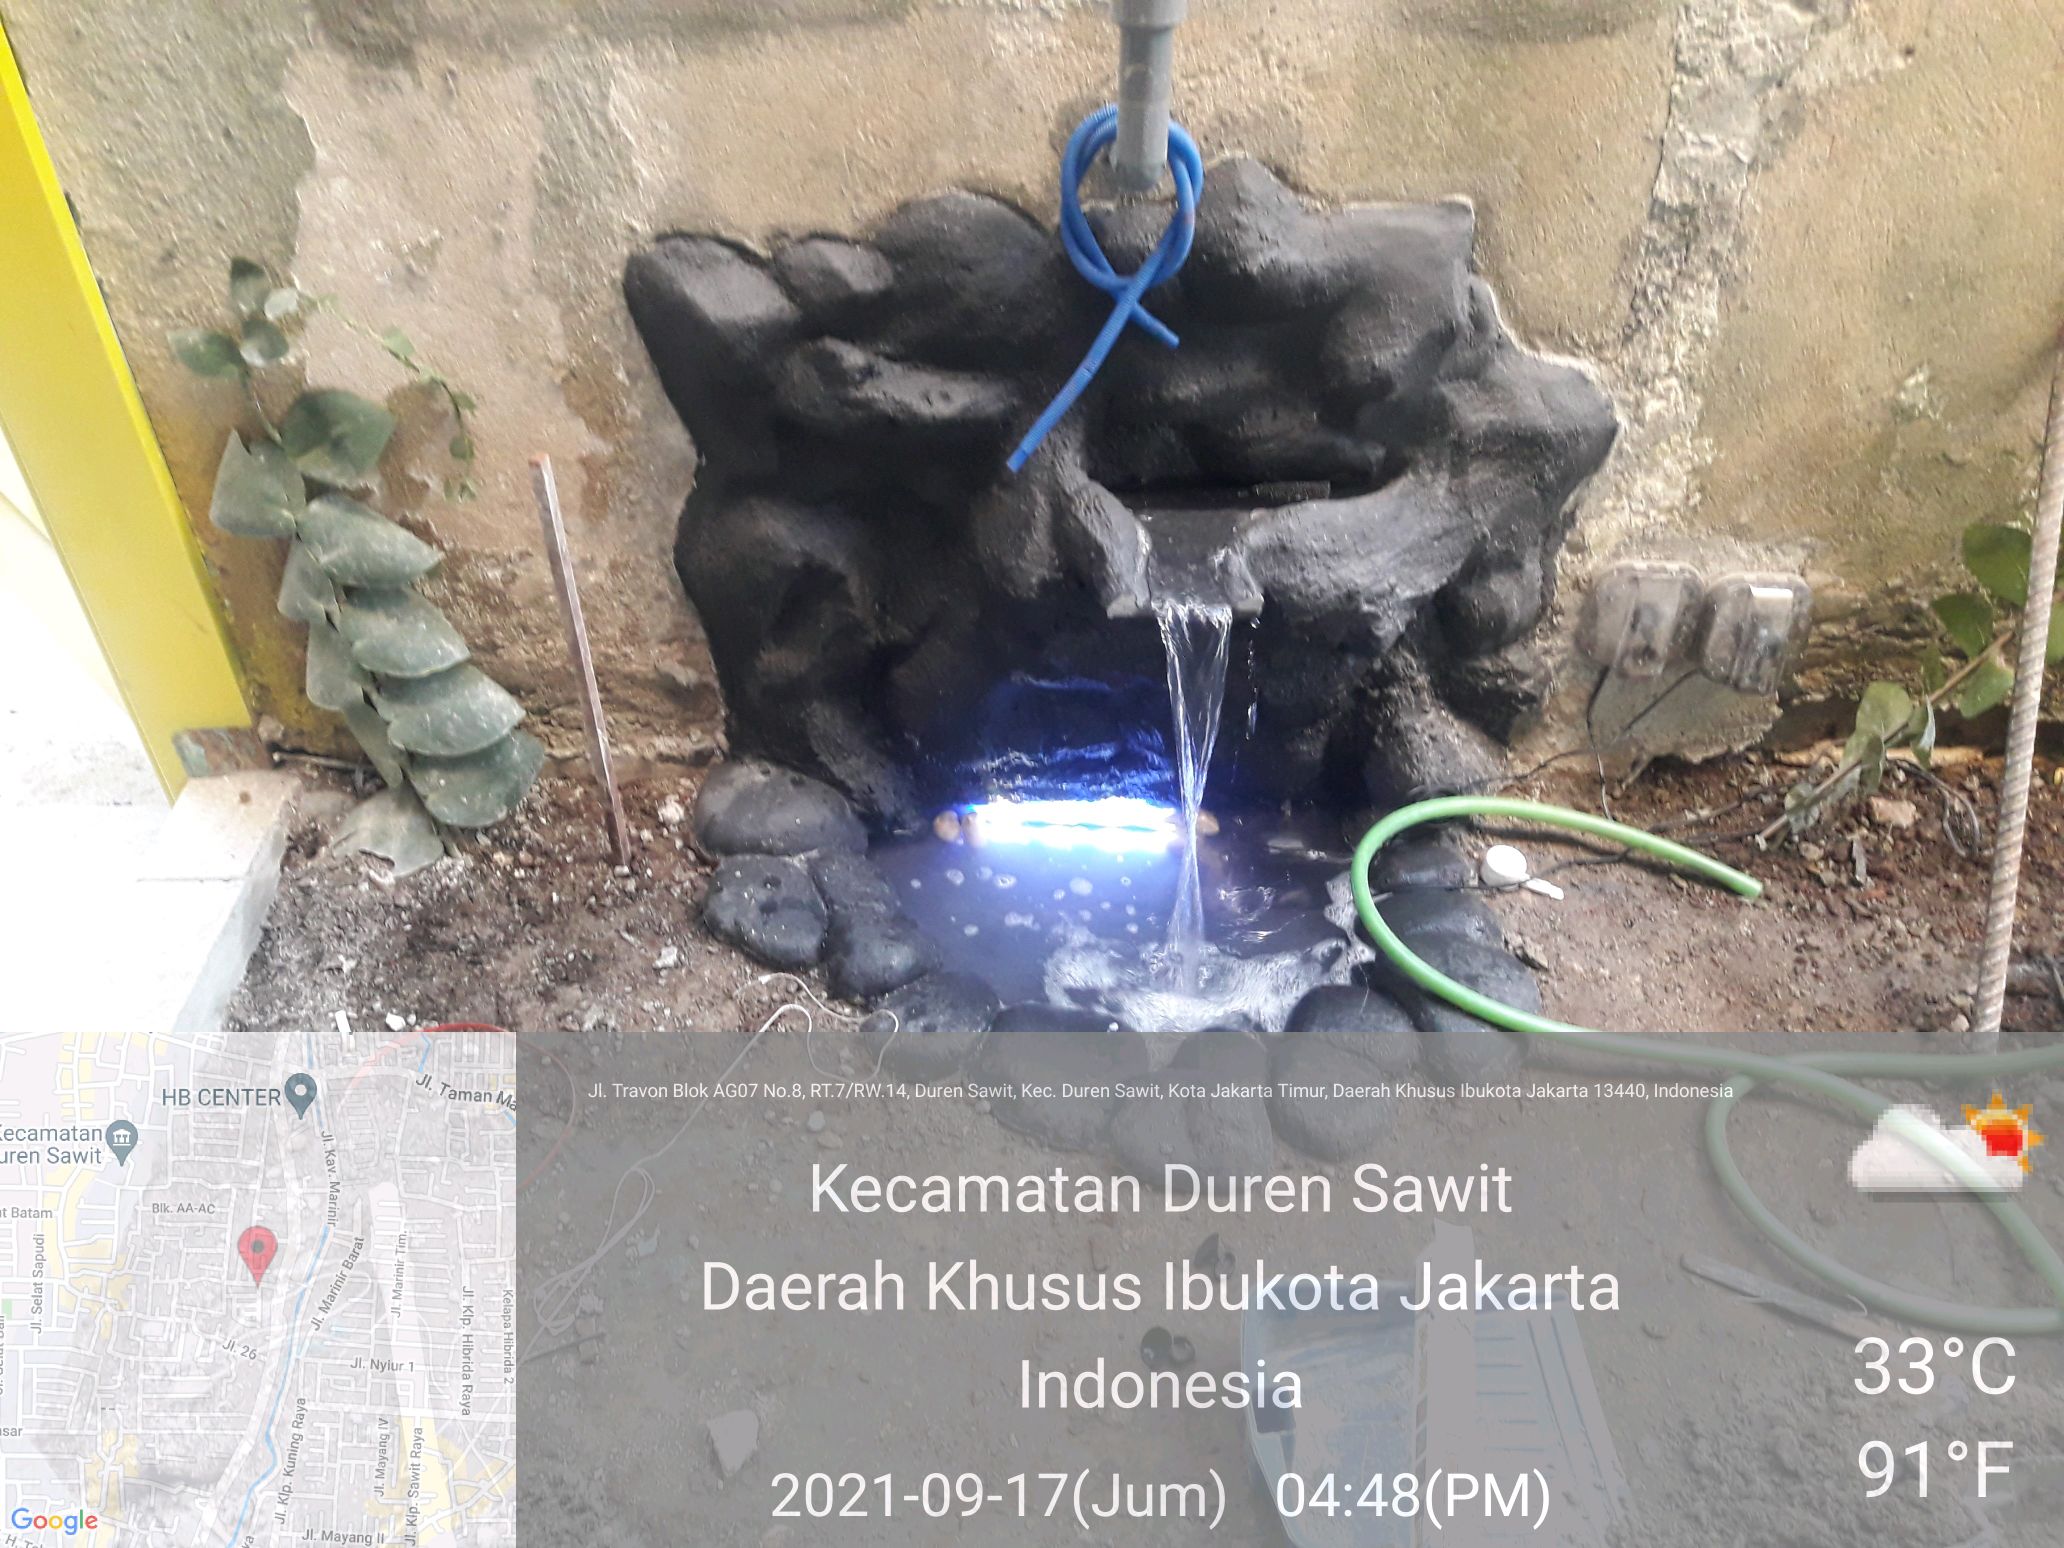 HB CENTER
Jl. Taman Ma
Kecamatan
uren Sawit
Jl. Kav. Marinir
Blk. AA-AC
at Batam
Jl. Selat Sapudi
Jl. Marinir Barat
Jl. Marinir Tim.
Jl. 26
Jl. Nyiur 1
Jl. Klp. Hibrida Raya
Kelapa Hibrida 2
asar
Jl. Klp. Kuning Raya
Jl. Mayang IV
Jl. Klp. Sawit Raya
Google
Jl. Mayang II
Jl. Travon Blok AG07 No.8, RT.7/RW.14, Duren Sawit, Kec. Duren Sawit, Kota Jakarta Timur, Daerah Khusus Ibukota Jakarta 13440, Indonesia
Kecamatan Duren Sawit
Daerah Khusus Ibukota Jakarta
Indonesia
2021-09-17(Jum) 04:48(PM)
33°C
91°F